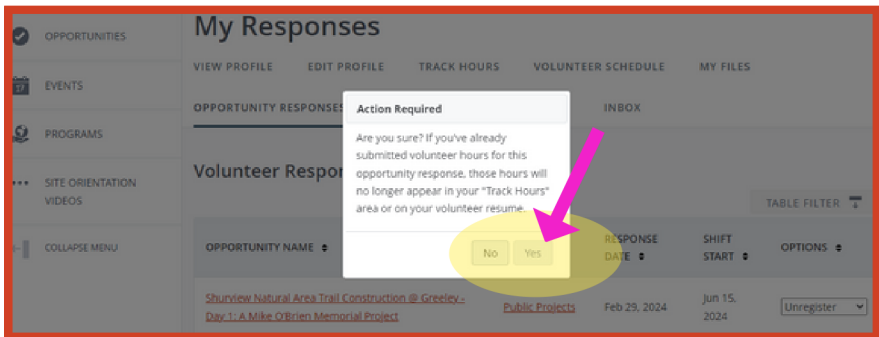 My Responses
OPPORTUNITIES
VIEW PROFILE EDIT PROFILE TRACK HOURS VOLUNTEER SCHEDULE MY FILES
17 EVENTS
OPPORTUNITY RESPONSES INBOX
PROGRAMS
SITE ORIENTATION
VIDEOS
COLLAPSE MENU
Action Required
Are you sure? If you've already
submitted volunteer hours for this
opportunity response, those hours will
no longer appear in your "Track Hours"
area or on your volunteer resume.
No Yes
Volunteer Respon
TABLE FILTER
OPPORTUNITY NAME
RESPONSE
DATE
SHIFT
START
OPTIONS
Shurview Natural Area Trail Construction @ Greeley -
Day 1: A Mike O'Brien Memorial Project
Public Projects
Feb 29, 2024
Jun 15,
2024
Unregister